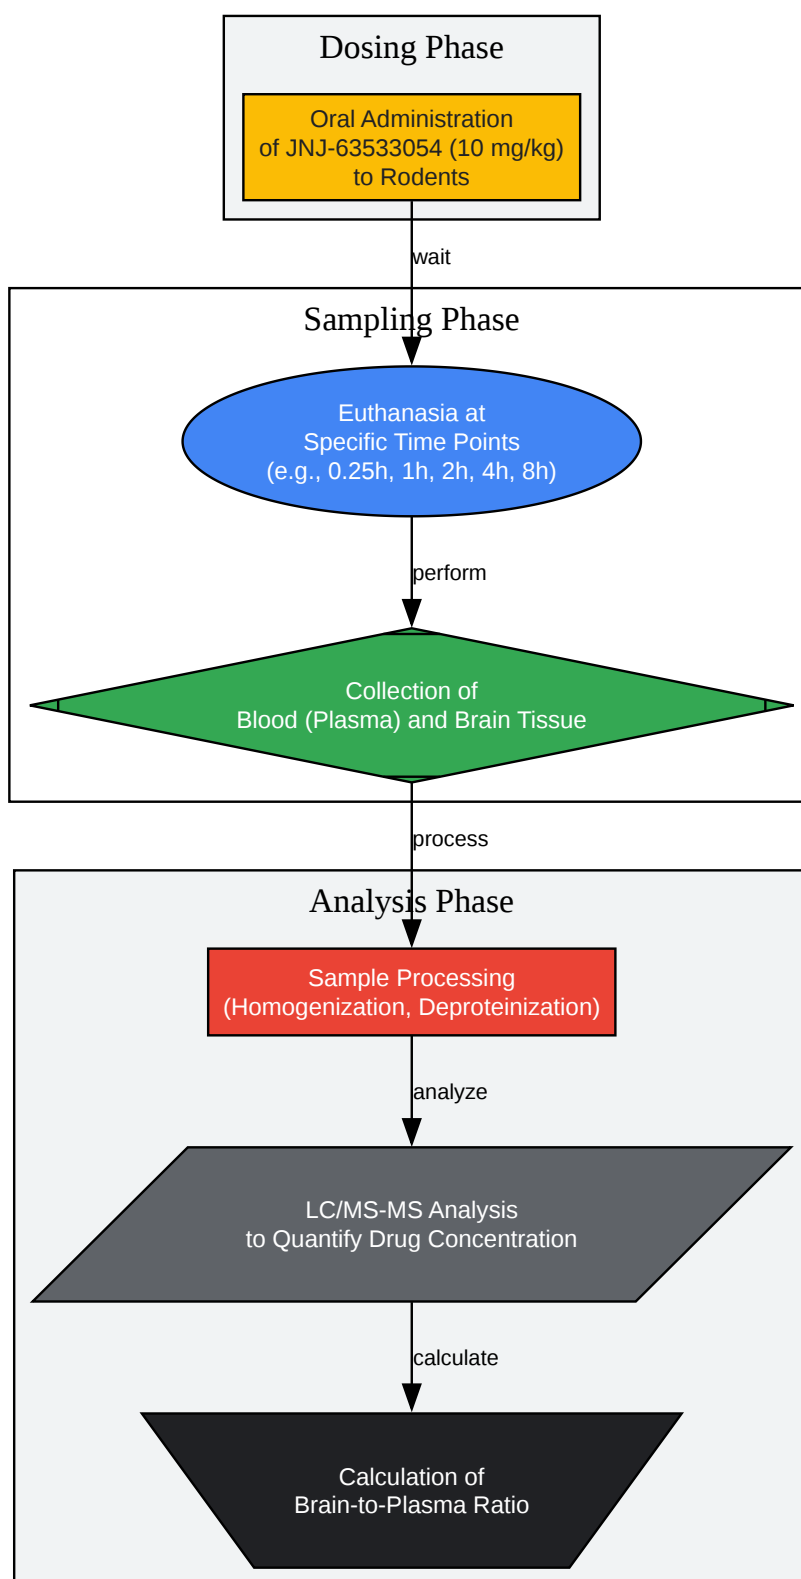 Dosing Phase
Oral Administration
of JNJ-63533054 (10 mg/kg)
to Rodents
wait
Sampling Phase
Euthanasia at
Specific Time Points
(e.g., 0.25h, 1h, 2h, 4h, 8h)
perform
Collection of
Blood (Plasma) and Brain Tissue
process
Analysis Phase
Sample Processing
(Homogenization, Deproteinization)
analyze
LC/MS-MS Analysis
to Quantify Drug Concentration
calculate
Calculation of
Brain-to-Plasma Ratio